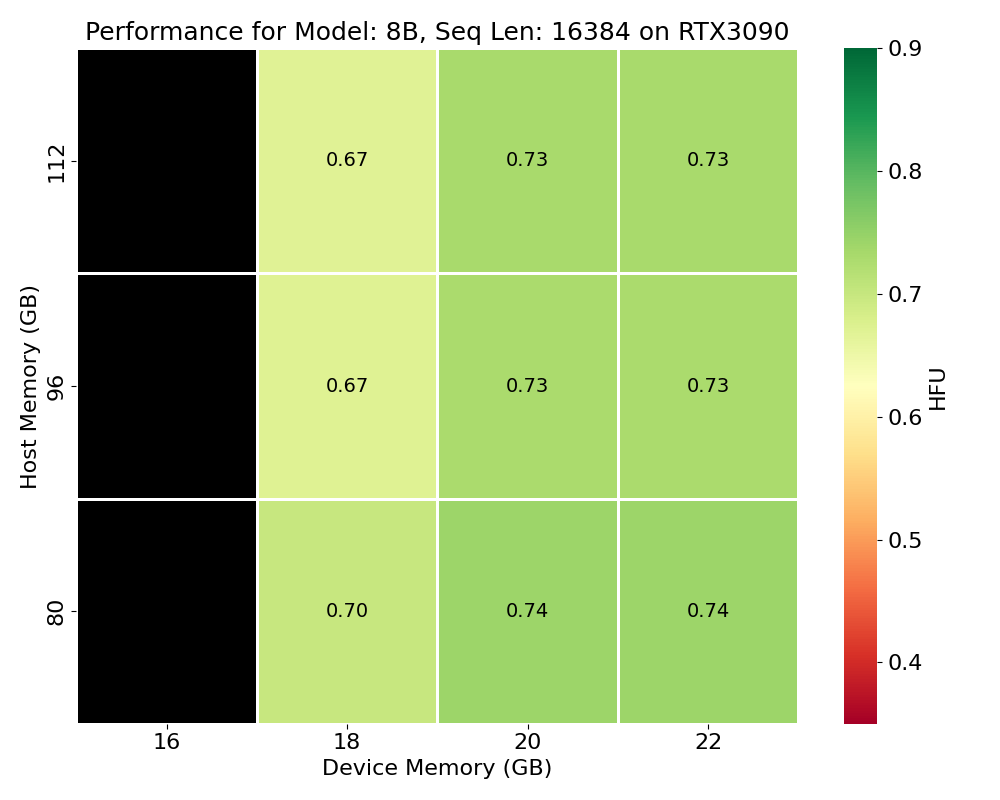 Performance for Model: 8B, Seq Len: 16384 on RTX3090
Host Memory (GB)
112
0.67 0.73 0.73
96
0.67 0.73 0.73
80
0.70 0.74 0.74
16 18 20 22
Device Memory (GB)
0.9
0.8
0.7
0.6
0.5
0.4
HFU